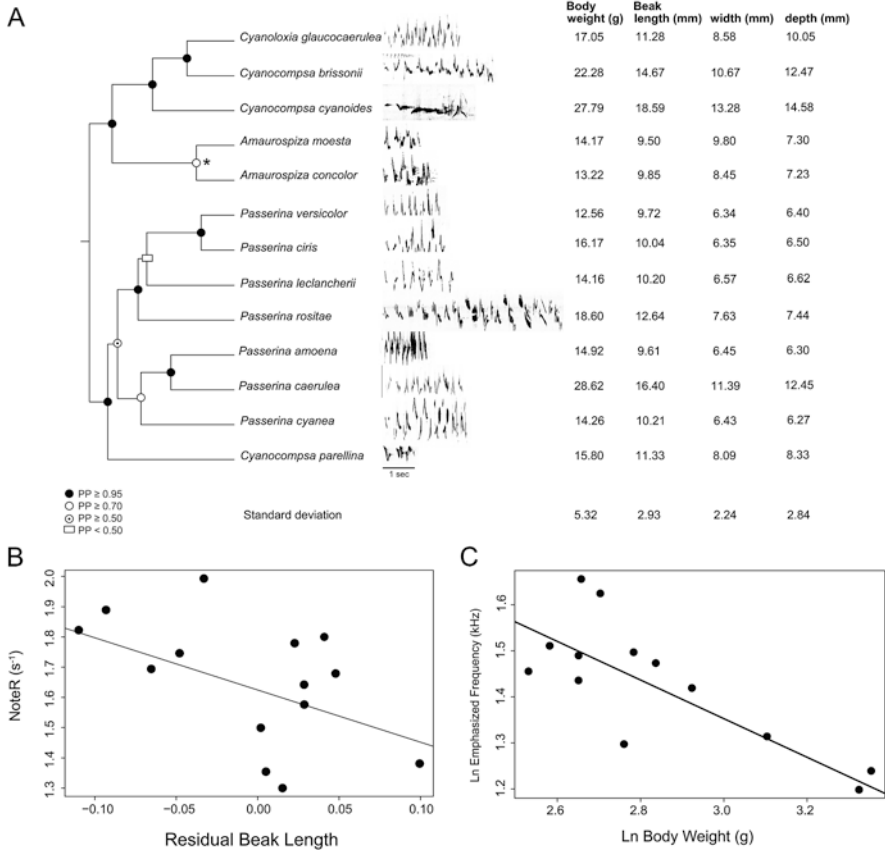 A
Body Beak
weight (g) length (mm) width (mm) depth (mm)
Cyanoloxia glaucocaerulea 17.05 11.28 8.58 10.05
Cyanocompsa brissonii 22.28 14.67 10.67 12.47
Cyanocompsa cyanoides 27.79 18.59 13.28 14.58
Amaurospiza moesta 14.17 9.50 9.80 7.30
*
Amaurospiza concolor 13.22 9.85 8.45 7.23
Passerina versicolor 12.56 9.72 6.34 6.40
Passerina ciris 16.17 10.04 6.35 6.50
Passerina leclancherii 14.16 10.20 6.57 6.62
Passerina rositae 18.60 12.64 7.63 7.44
Passerina amoena 14.92 9.61 6.45 6.30
Passerina caerulea 28.62 16.40 11.39 12.45
Passerina cyanea 14.26 10.21 6.43 6.27
Cyanocompsa parellina 15.80 11.33 8.09 8.33
1 sec
PP ≥ 0.95
PP ≥ 0.70
PP ≥ 0.50
PP < 0.50
Standard deviation 5.32 2.93 2.24 2.84
B
NoteR (s⁻¹)
2.0
1.9
1.8
1.7
1.6
1.5
1.4
1.3
−0.10 −0.05 0.00 0.05 0.10
Residual Beak Length
C
Ln Emphasized Frequency (kHz)
1.6
1.5
1.4
1.3
1.2
2.6 2.8 3.0 3.2
Ln Body Weight (g)